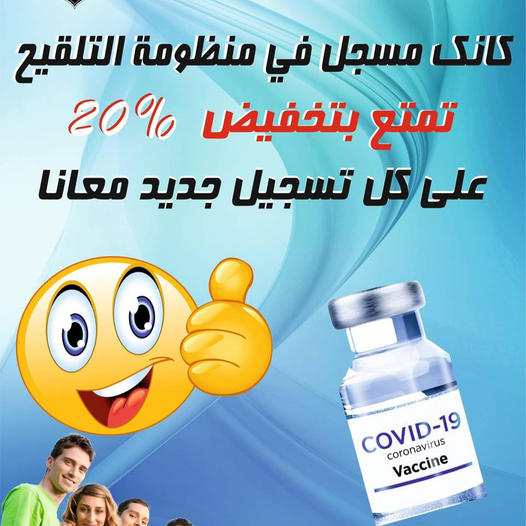 كانك مسجل في منظومة التلقيح
تمتع بتخفيض 20%
على كل تسجيل جديد معانا
COVID-19
coronavirus
Vaccine